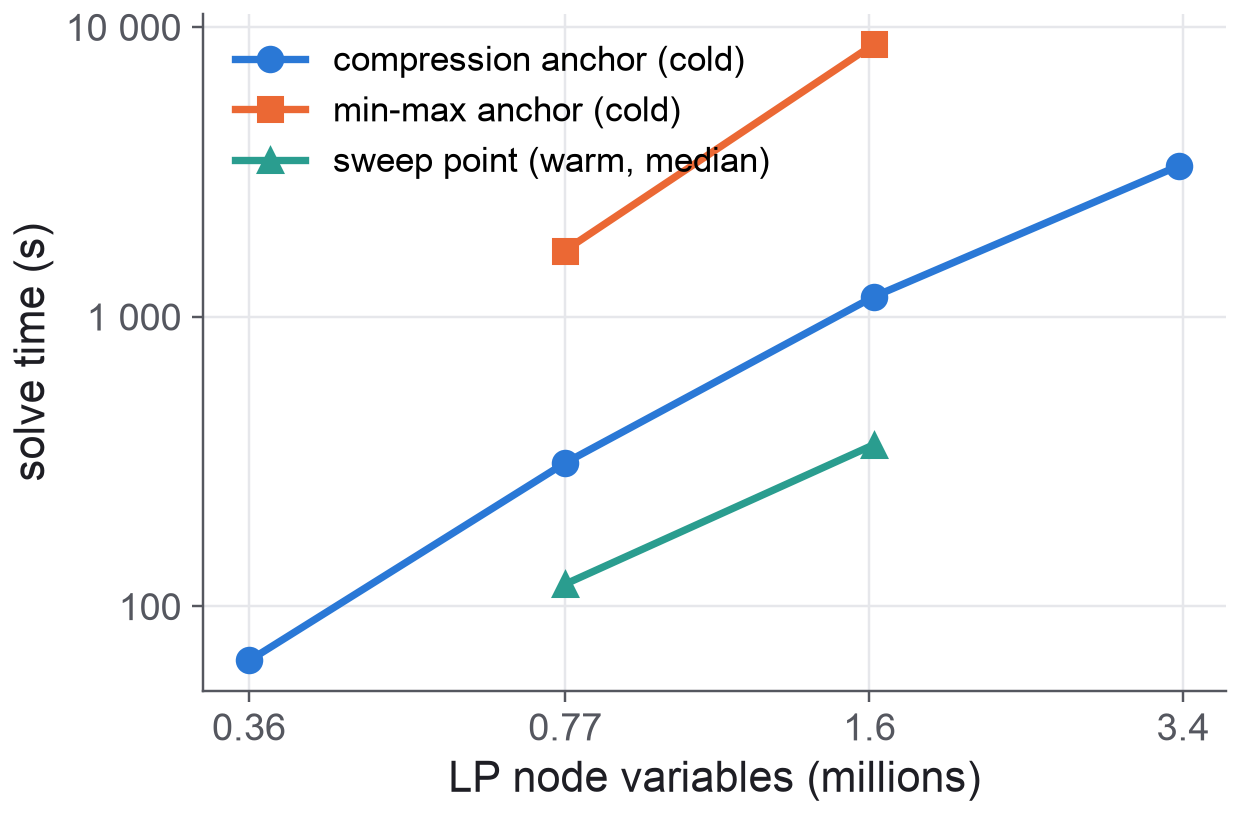 10 000
compression anchor (cold)
min-max anchor (cold)
sweep point (warm, median)
solve time (s)
1 000
100
0.36
0.77
1.6
3.4
LP node variables (millions)